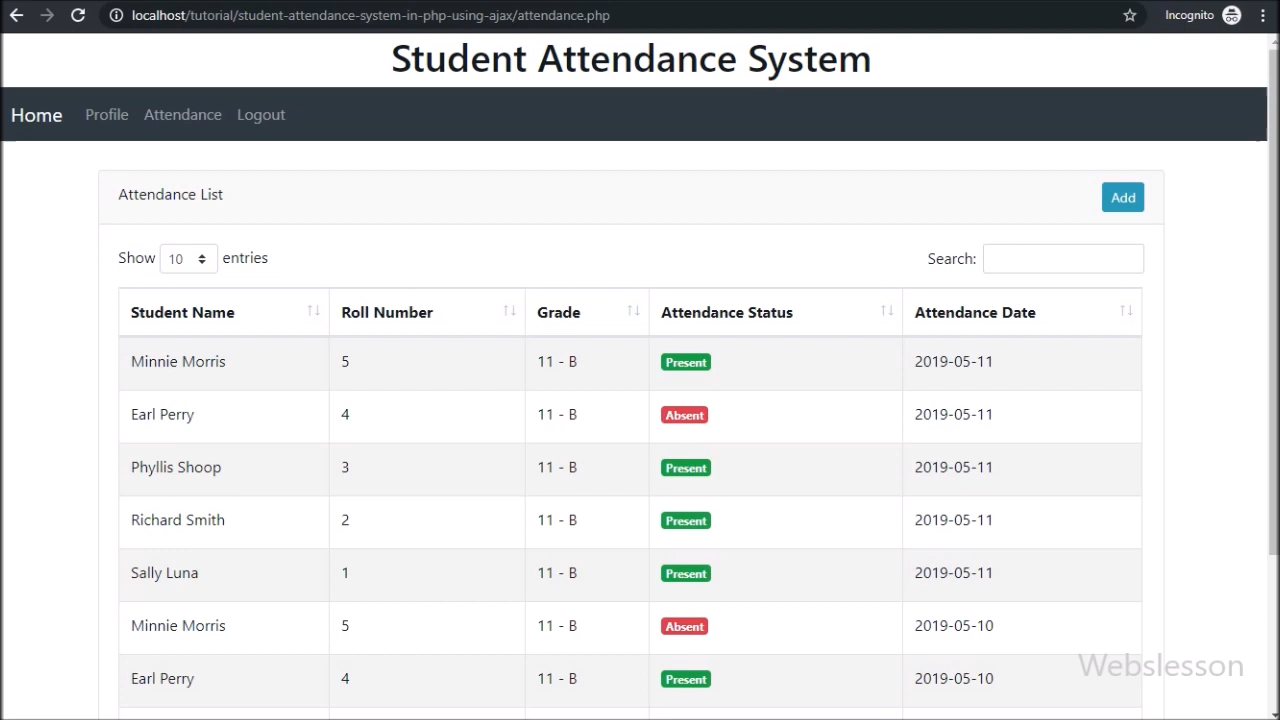 localhost/tutorial/student-attendance-system-in-php-using-ajax/attendance.php Incognito
Student Attendance System
Home Profile Attendance Logout
Attendance List Add
Show 10 entries Search:
Student Name Roll Number Grade Attendance Status Attendance Date
Minnie Morris 5 11 - B Present 2019-05-11
Earl Perry 4 11 - B Absent 2019-05-11
Phyllis Shoop 3 11 - B Present 2019-05-11
Richard Smith 2 11 - B Present 2019-05-11
Sally Luna 1 11 - B Present 2019-05-11
Minnie Morris 5 11 - B Absent 2019-05-10
Earl Perry 4 11 - B Present 2019-05-10
Webslesson